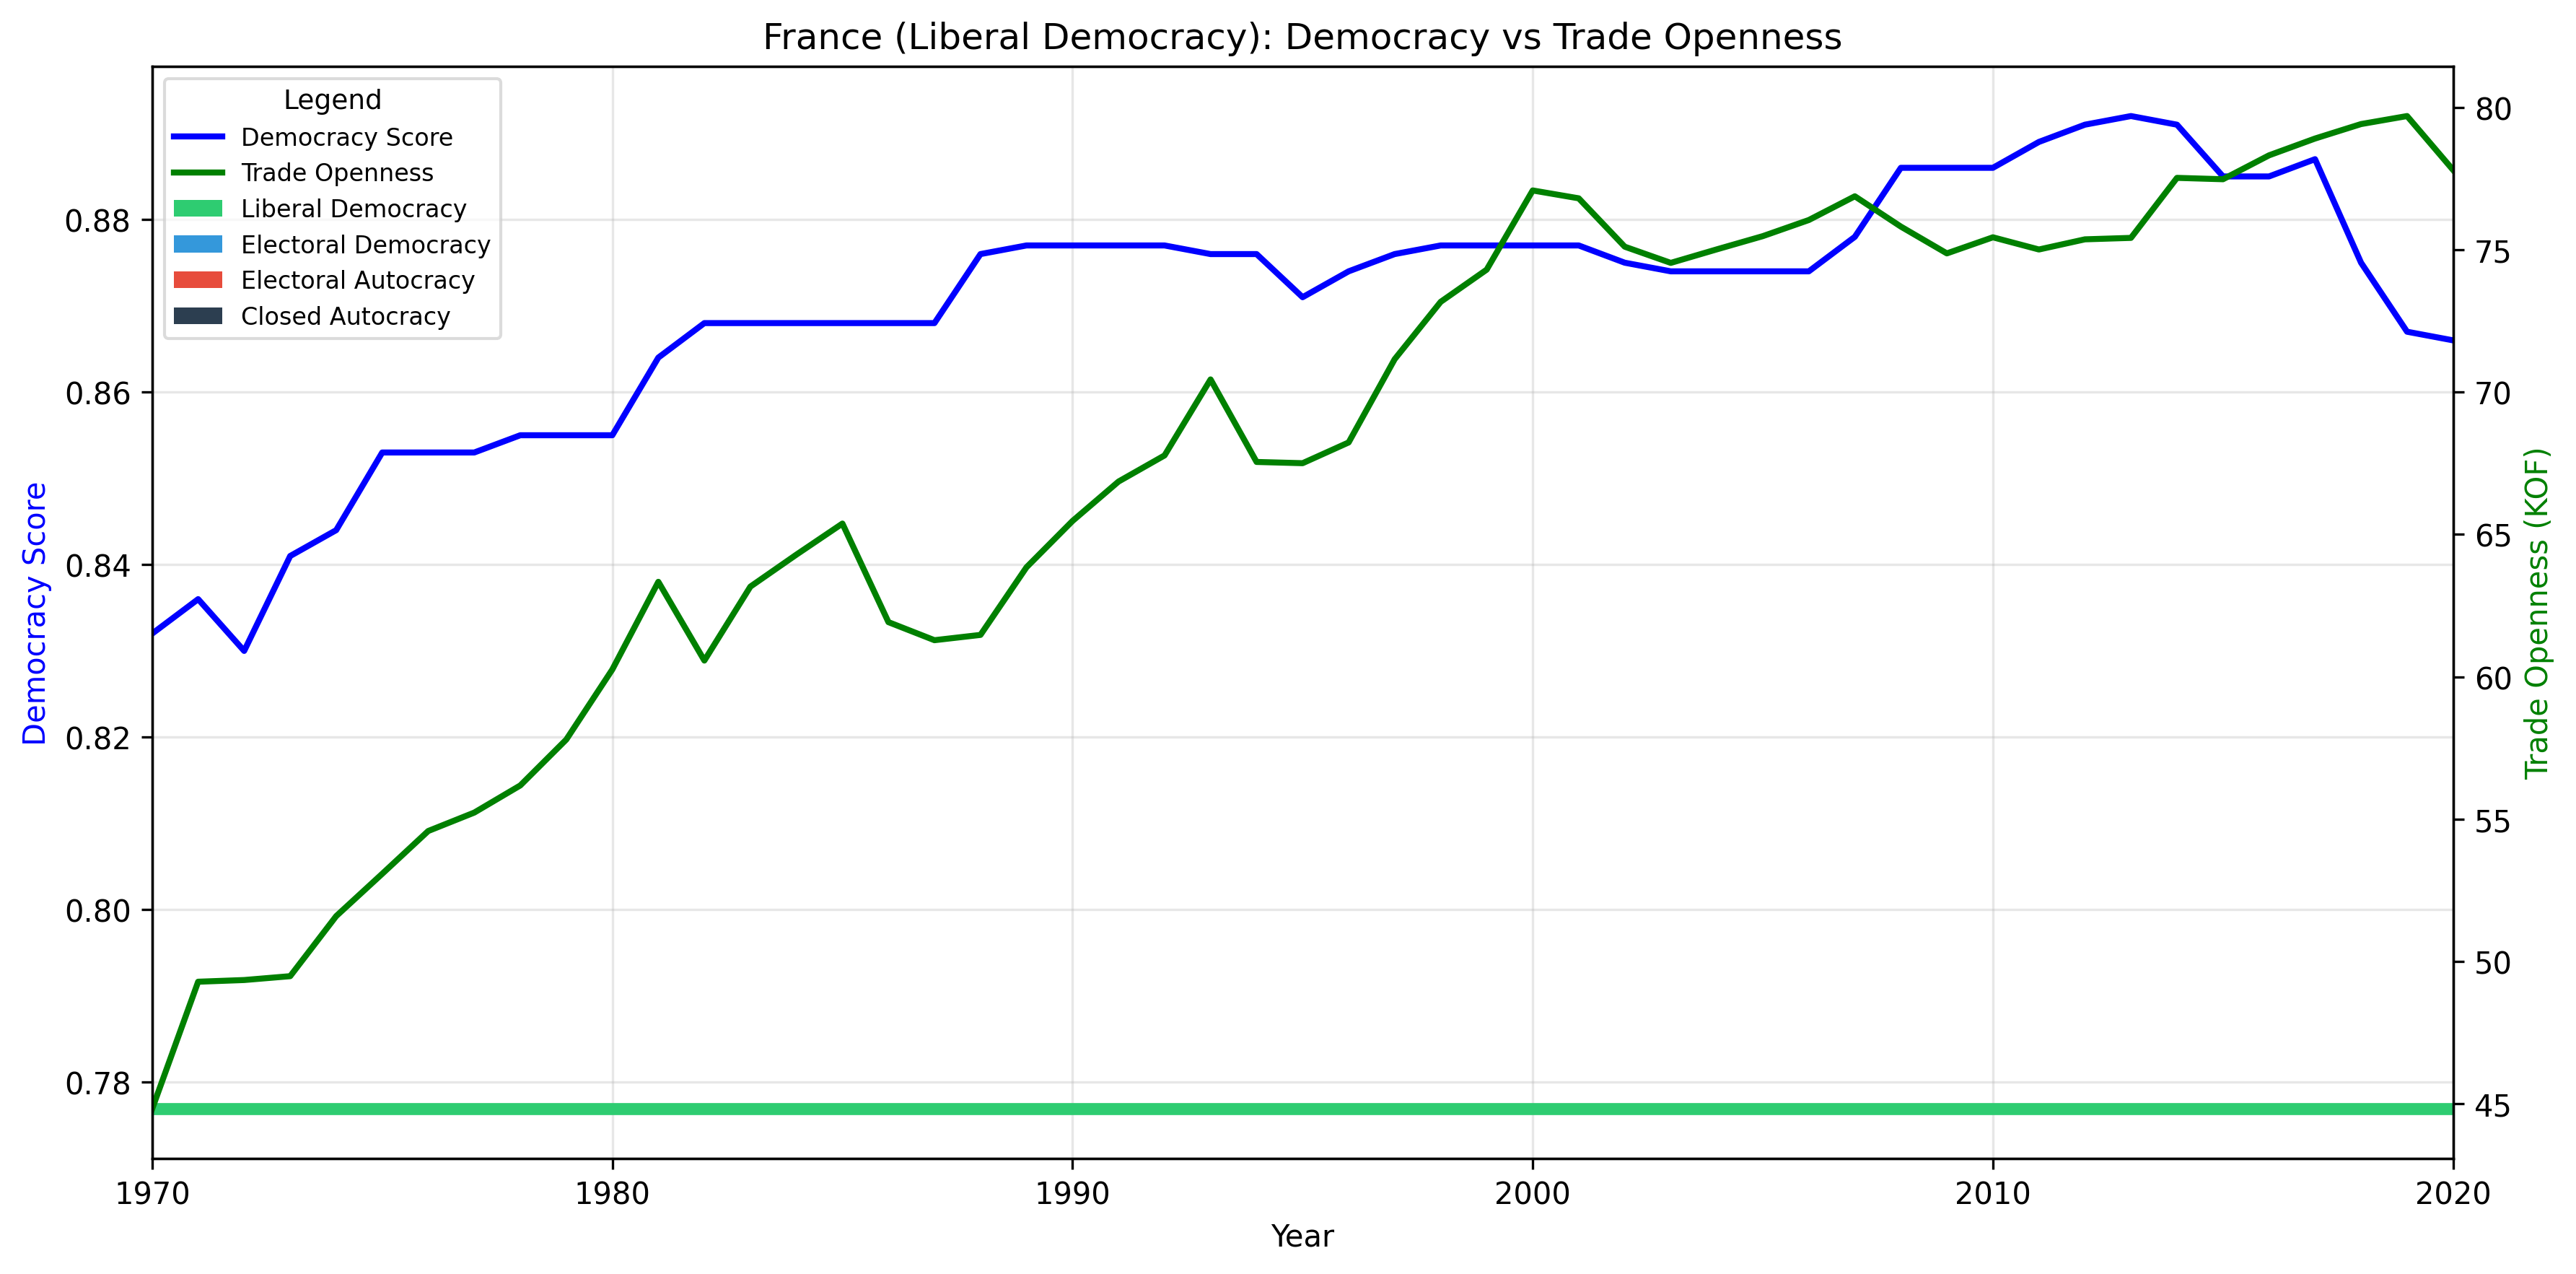 France (Liberal Democracy): Democracy vs Trade Openness
Legend
Democracy Score
Trade Openness
Liberal Democracy
Electoral Democracy
Electoral Autocracy
Closed Autocracy
Democracy Score
0.88
0.86
0.84
0.82
0.80
0.78
80
75
70
65
60
55
50
45
Trade Openness (KOF)
1970 1980 1990 2000 2010 2020
Year